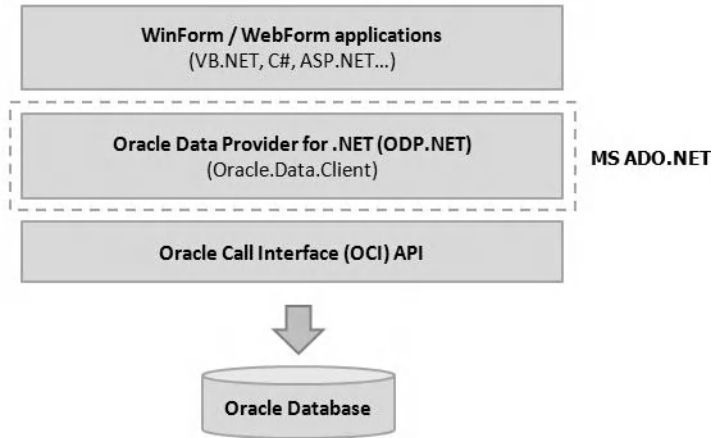 WinForm / WebForm applications
(VB.NET, C#, ASP.NET...)
Oracle Data Provider for .NET (ODP.NET)
(Oracle.Data.Client)
MS ADO.NET
Oracle Call Interface (OCI) API
Oracle Database